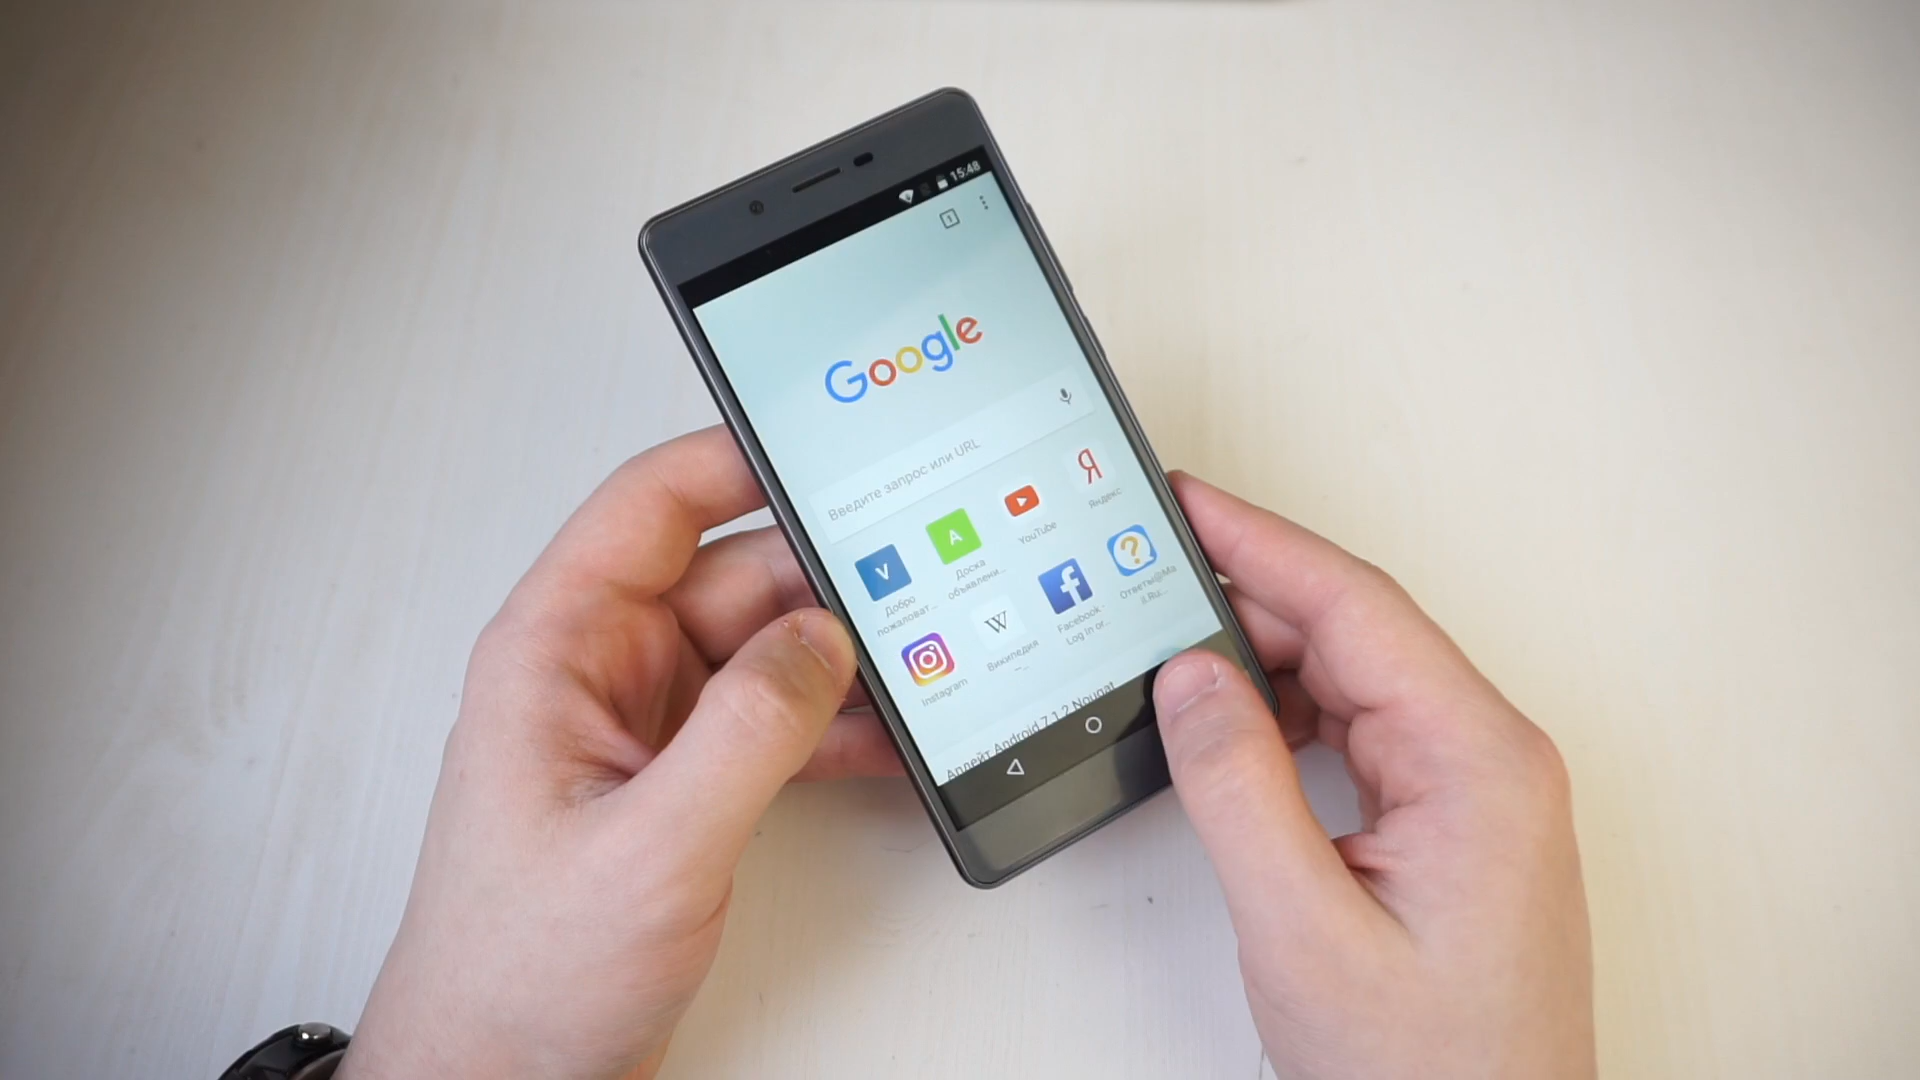 15:48
1
Google
Введите запрос или URL
V
Добро
пожаловат...
A
Доска
объявлени...
YouTube
Я
Яндекс
Instagram
W
Википедия
—...
f
Facebook -
Log In or...
?
Ответы@Ma
il.Ru...
Апдейт Android 7.1.2 Nougat